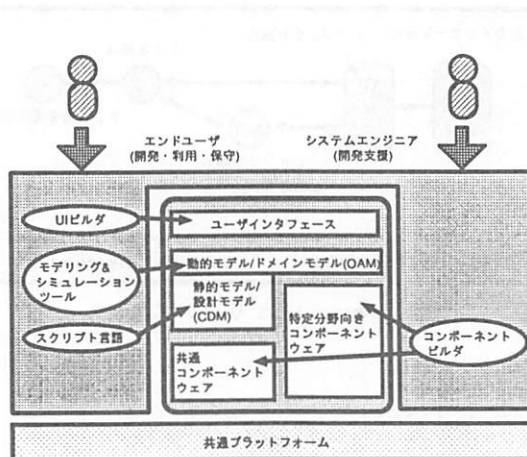 エンドユーザ
(開発・利用・保守)
システムエンジニア
(開発支援)
UIビルダ
ユーザインタフェース
モデリング&
シミュレーション
ツール
動的モデル/ドメインモデル(OAM)
静的モデル/
設計モデル
(CDM)
特定分野向き
コンポーネント
ウェア
スクリプト言語
コンポーネント
ビルダ
共通
コンポーネント
ウェア
共通プラットフォーム